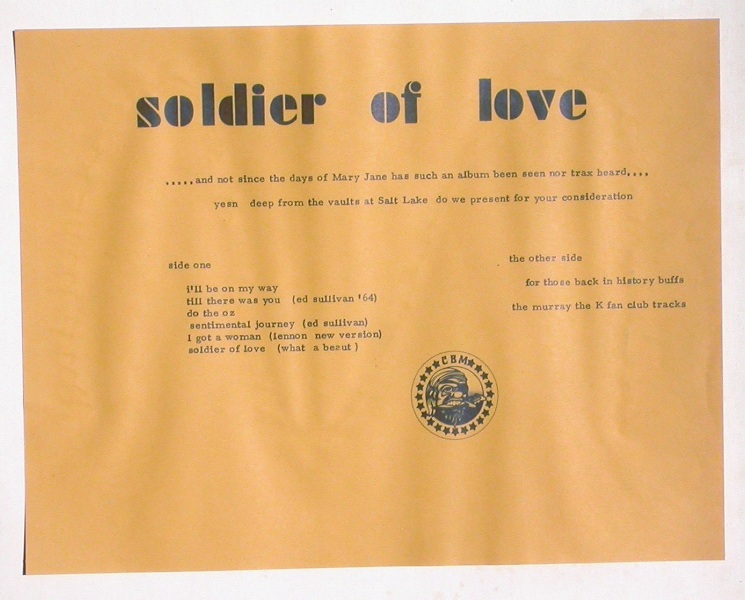 soldier of love
.....and not since the days of Mary Jane has such an album been seen nor trax heard....
yesn deep from the vaults at Salt Lake do we present for your consideration
side one
i'll be on my way
till there was you (ed sullivan '64)
do the oz
sentimental journey (ed sullivan)
I got a woman (lennon new version)
soldier of love (what a beaut)
the other side
for those back in history buffs
the murray the K fan club tracks
CBM